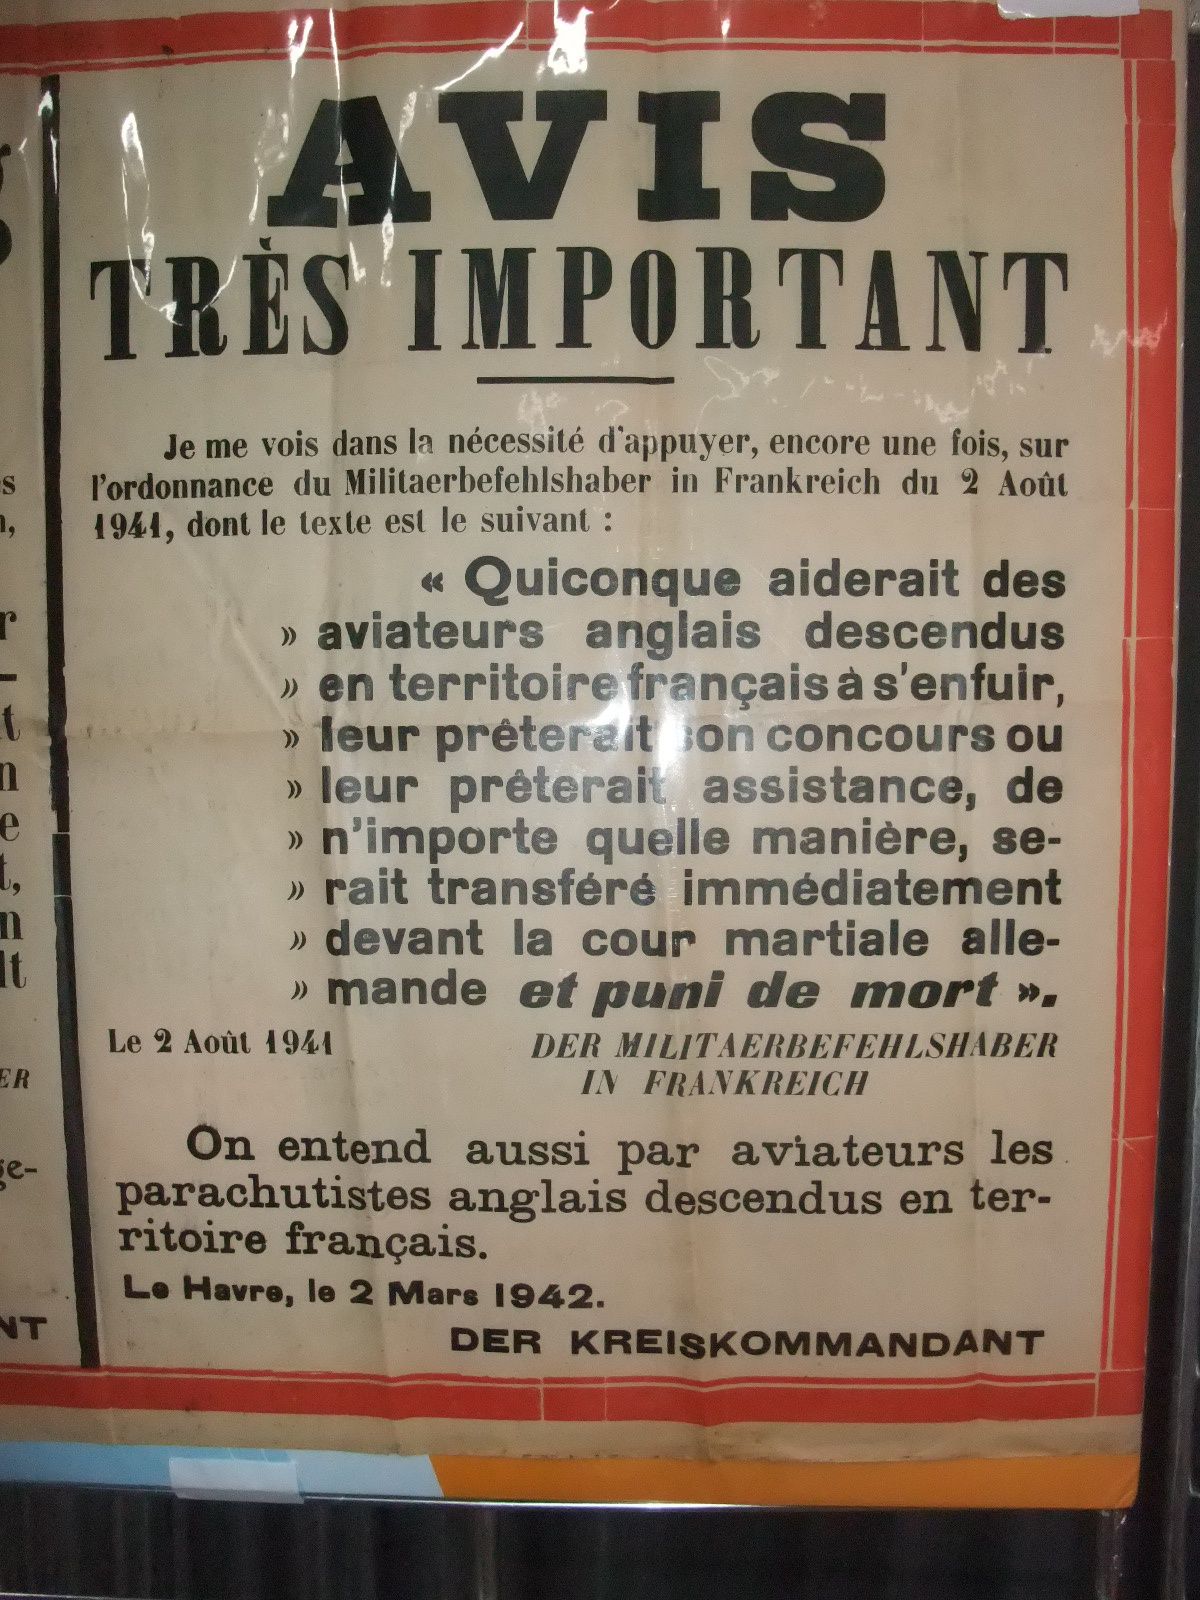 AVIS
TRÈS IMPORTANT
Je me vois dans la nécessité d'appuyer, encore une fois, sur
l'ordonnance du Militaerbefehlshaber in Frankreich du 2 Août
1941, dont le texte est le suivant :
« Quiconque aiderait des
» aviateurs anglais descendus
» en territoire français à s'enfuir,
» leur prêterait son concours ou
» leur prêterait assistance, de
» n'importe quelle manière, se-
» rait transféré immédiatement
» devant la cour martiale alle-
» mande et puni de mort ».
Le 2 Août 1941
DER MILITAERBEFEHLSHABER
IN FRANKREICH
On entend aussi par aviateurs les
parachutistes anglais descendus en ter-
ritoire français.
Le Havre, le 2 Mars 1942.
DER KREISKOMMANDANT